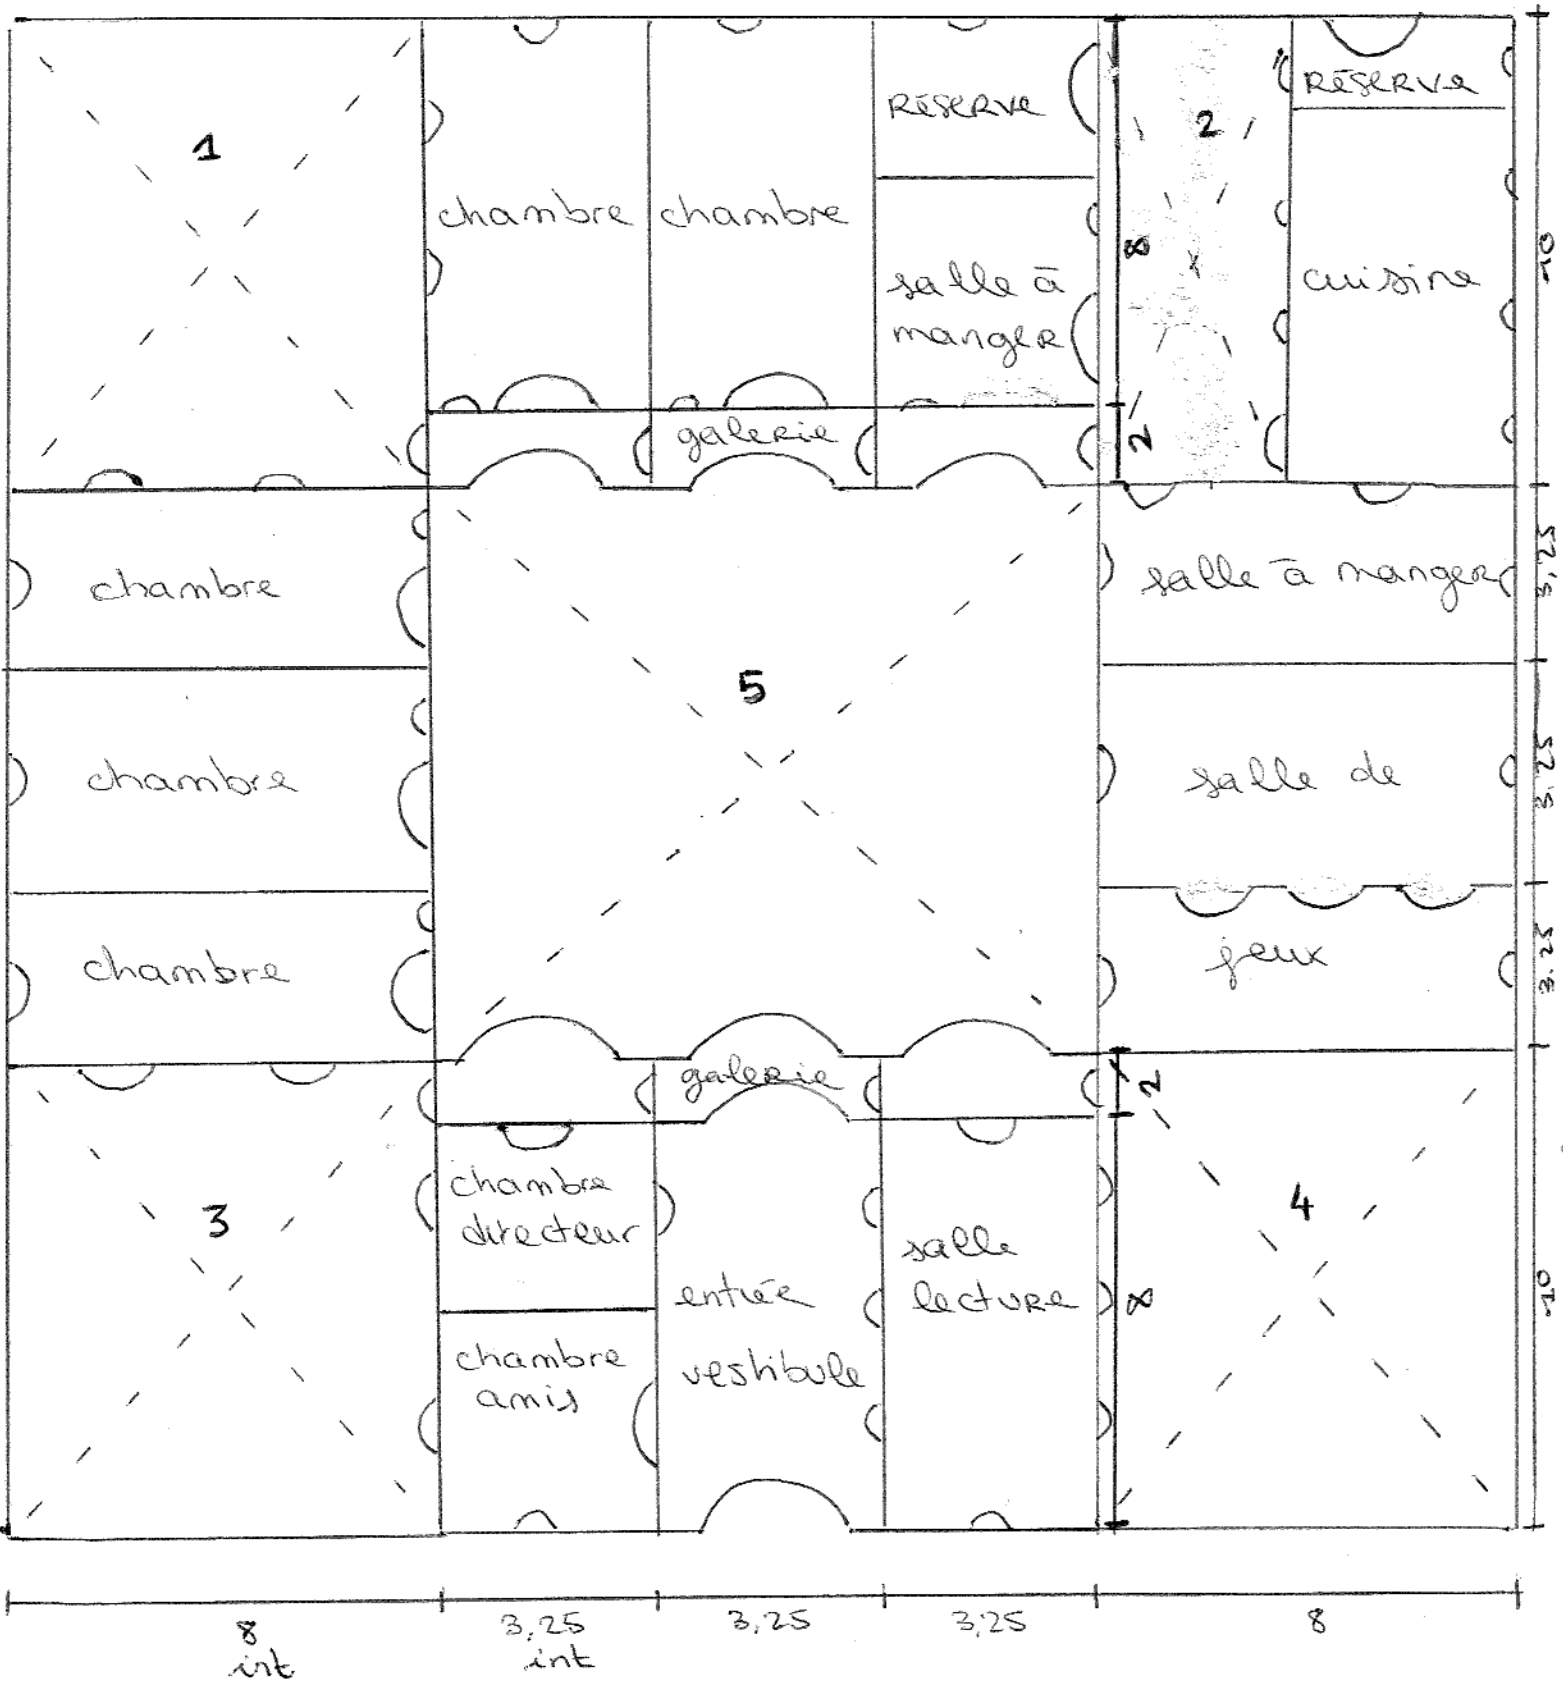 1
chambre
chambre
RÉSERVE
salle à
manger
8
2
2
RÉSERVE
cuisine
10
galerie
chambre
chambre
chambre
5
salle à manger
salle de
jeux
3,25
3,25
3,25
galerie
2
3
chambre
directeur
chambre
amis
entrée
vestibule
salle
lecture
8
4
10
8
int
3,25
int
3,25
3,25
8